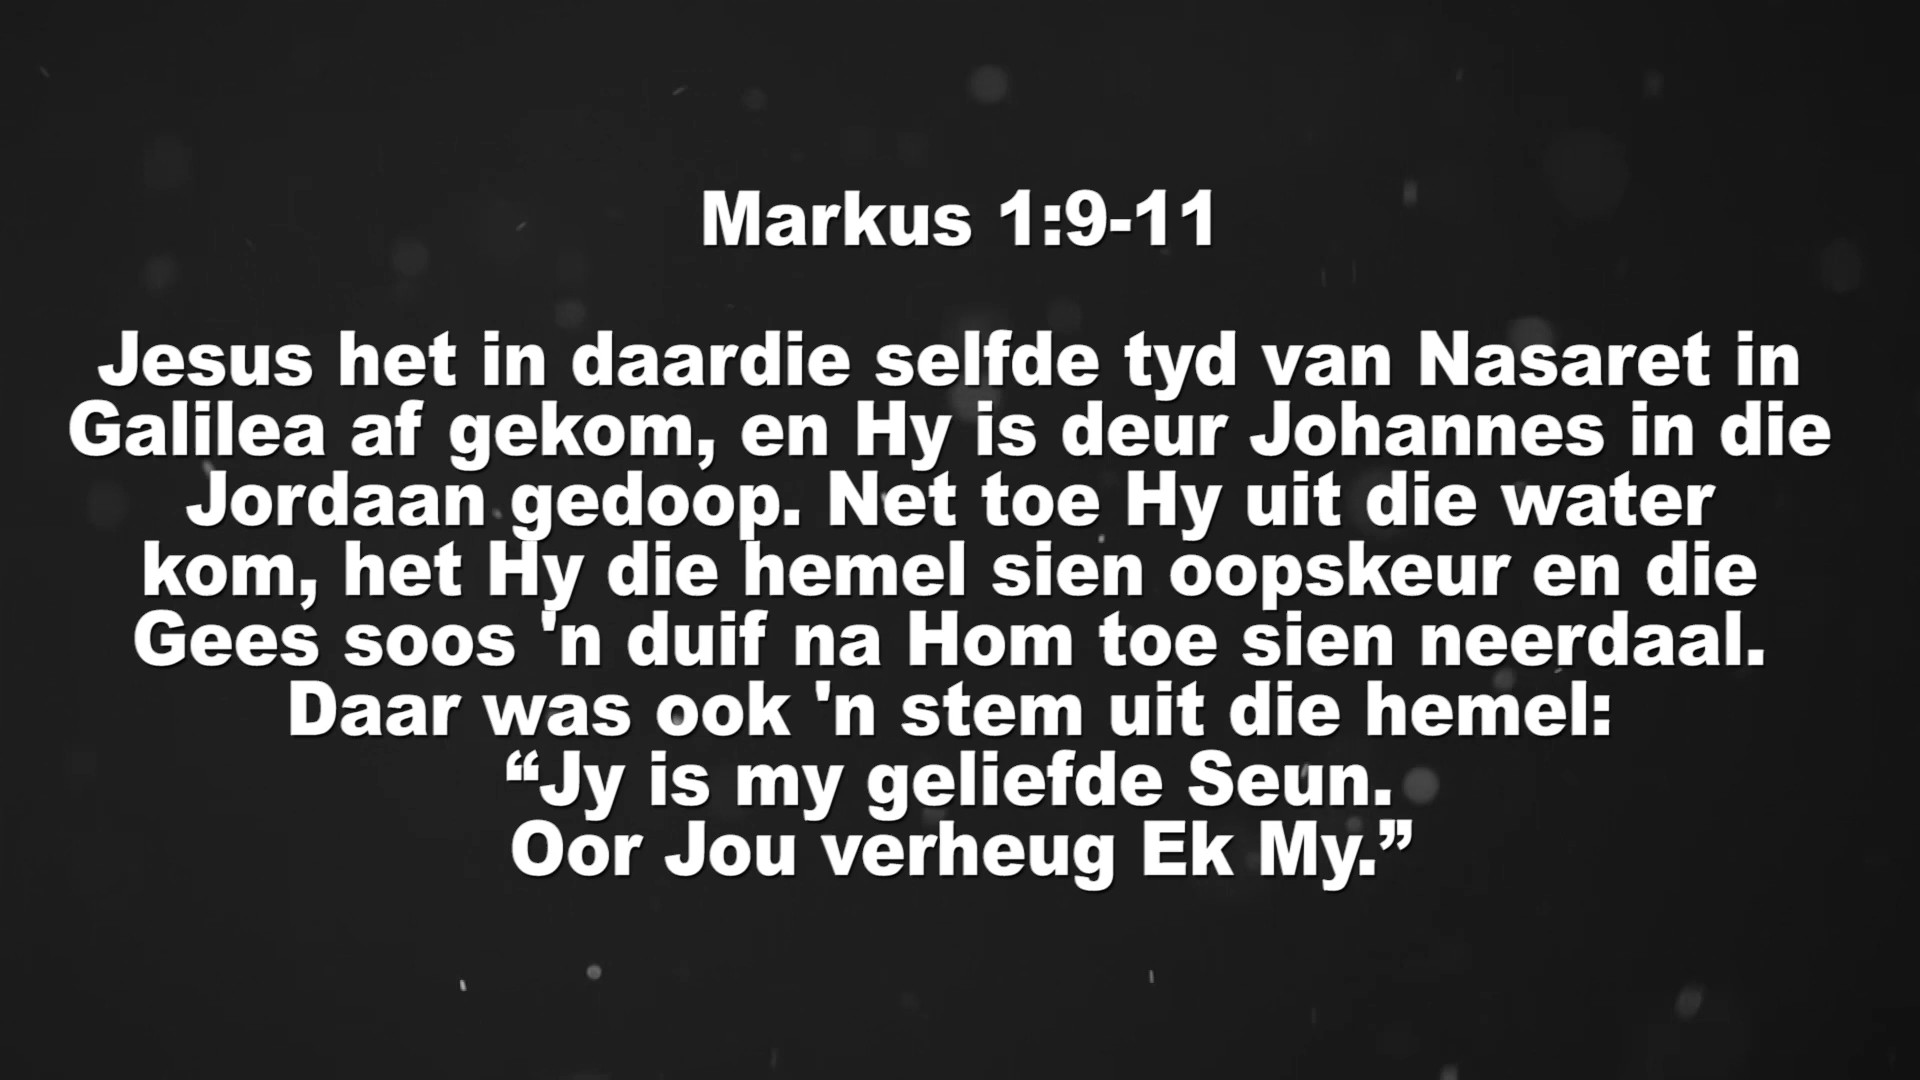 Markus 1:9-11
Jesus het in daardie selfde tyd van Nasaret in
Galilea af gekom, en Hy is deur Johannes in die
Jordaan gedoop. Net toe Hy uit die water
kom, het Hy die hemel sien oopskeur en die
Gees soos 'n duif na Hom toe sien neerdaal.
Daar was ook 'n stem uit die hemel:
“Jy is my geliefde Seun.
Oor Jou verheug Ek My.”